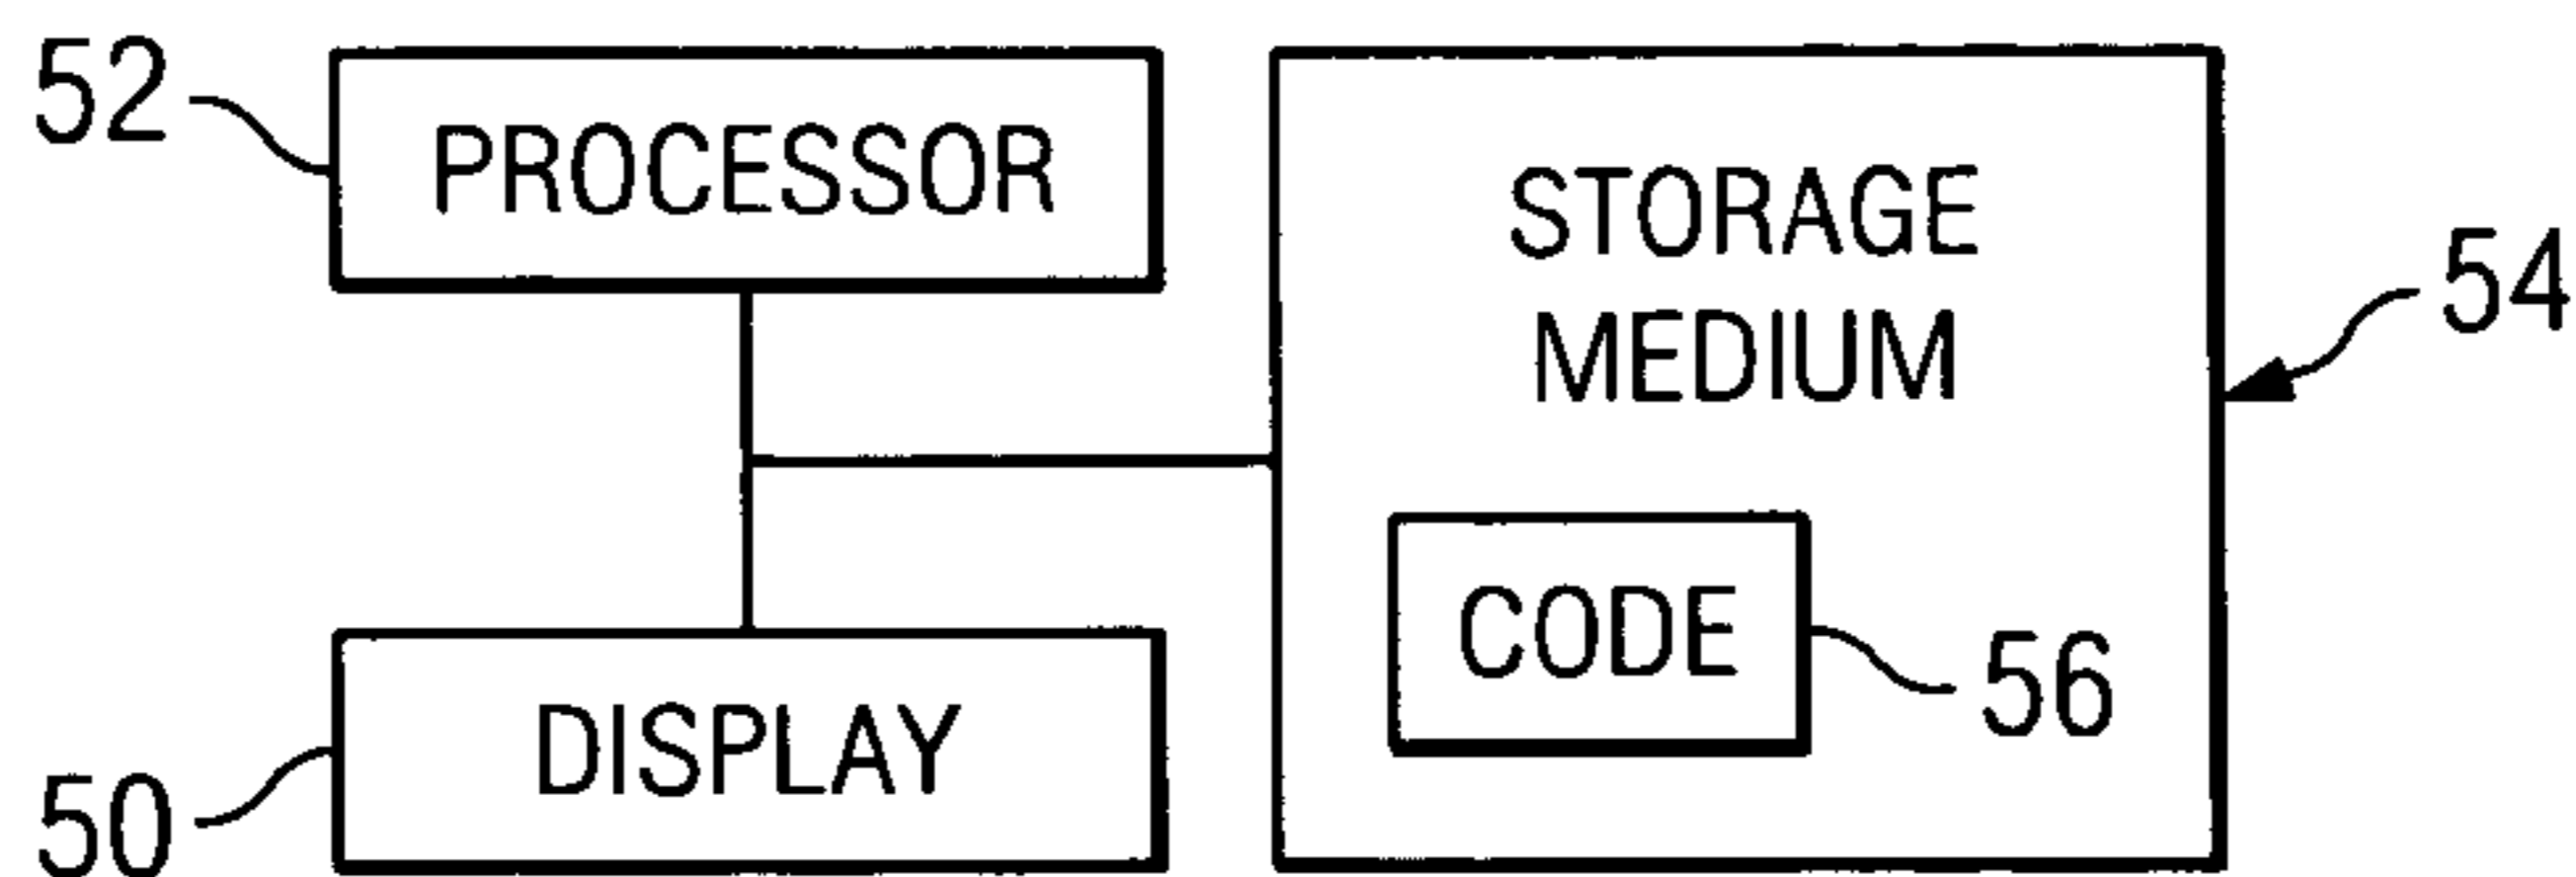 52
PROCESSOR
STORAGE
MEDIUM
54
CODE
56
DISPLAY
50